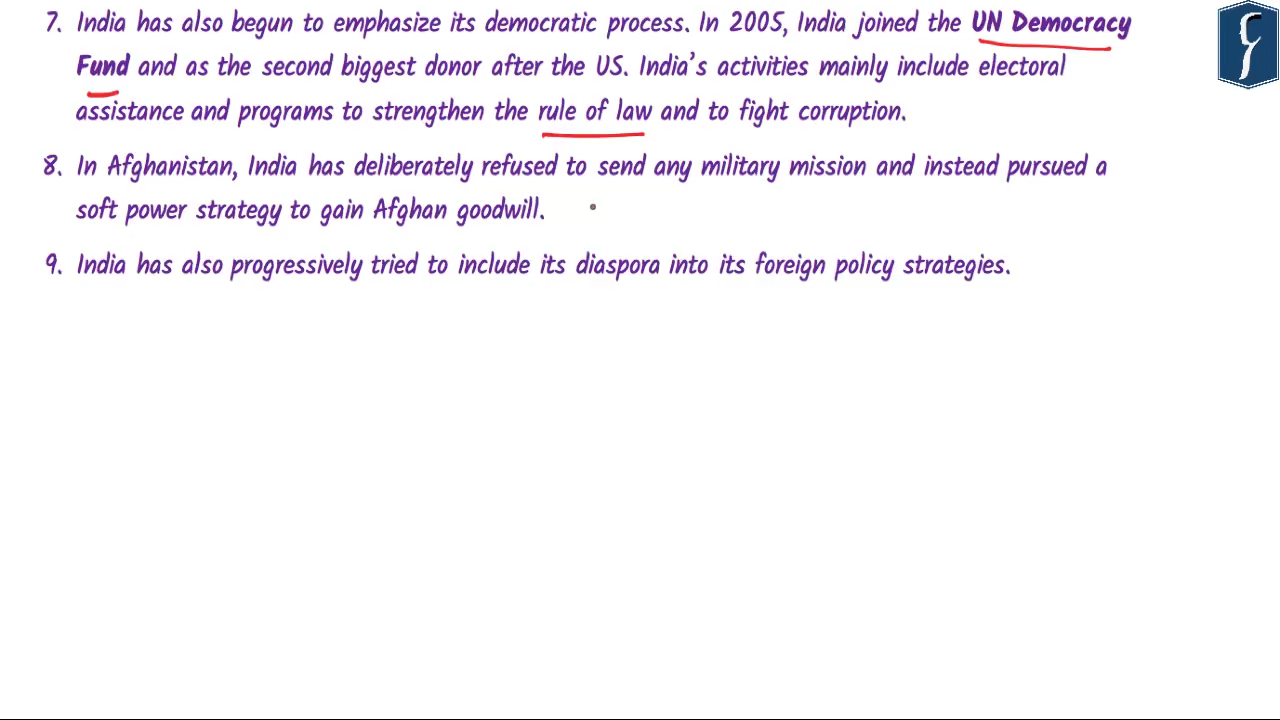 7. India has also begun to emphasize its democratic process. In 2005, India joined the UN Democracy
Fund and as the second biggest donor after the US. India's activities mainly include electoral
assistance and programs to strengthen the rule of law and to fight corruption.
8. In Afghanistan, India has deliberately refused to send any military mission and instead pursued a
soft power strategy to gain Afghan goodwill.
9. India has also progressively tried to include its diaspora into its foreign policy strategies.